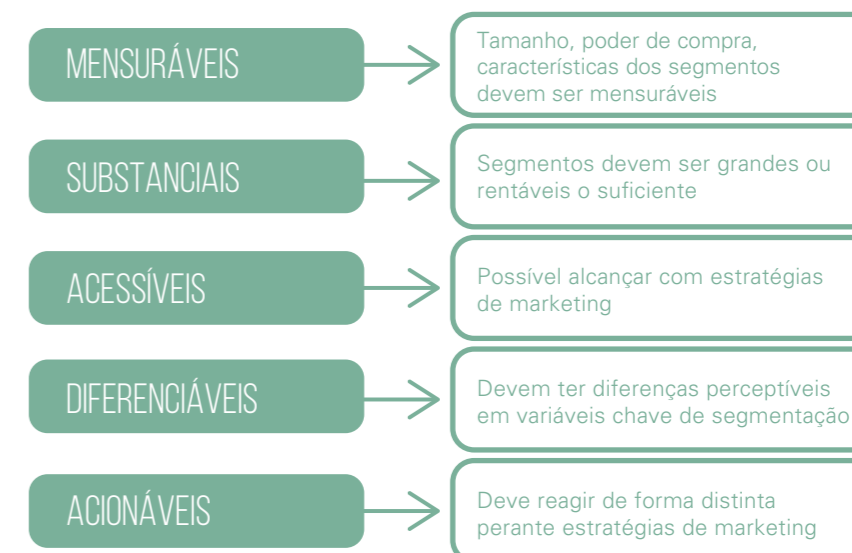 MENSURÁVEIS
Tamanho, poder de compra,
características dos segmentos
devem ser mensuráveis
SUBSTANCIAIS
Segmentos devem ser grandes ou
rentáveis o suficiente
ACESSÍVEIS
Possível alcançar com estratégias
de marketing
DIFERENCIÁVEIS
Devem ter diferenças perceptíveis
em variáveis chave de segmentação
ACIONÁVEIS
Deve reagir de forma distinta
perante estratégias de marketing